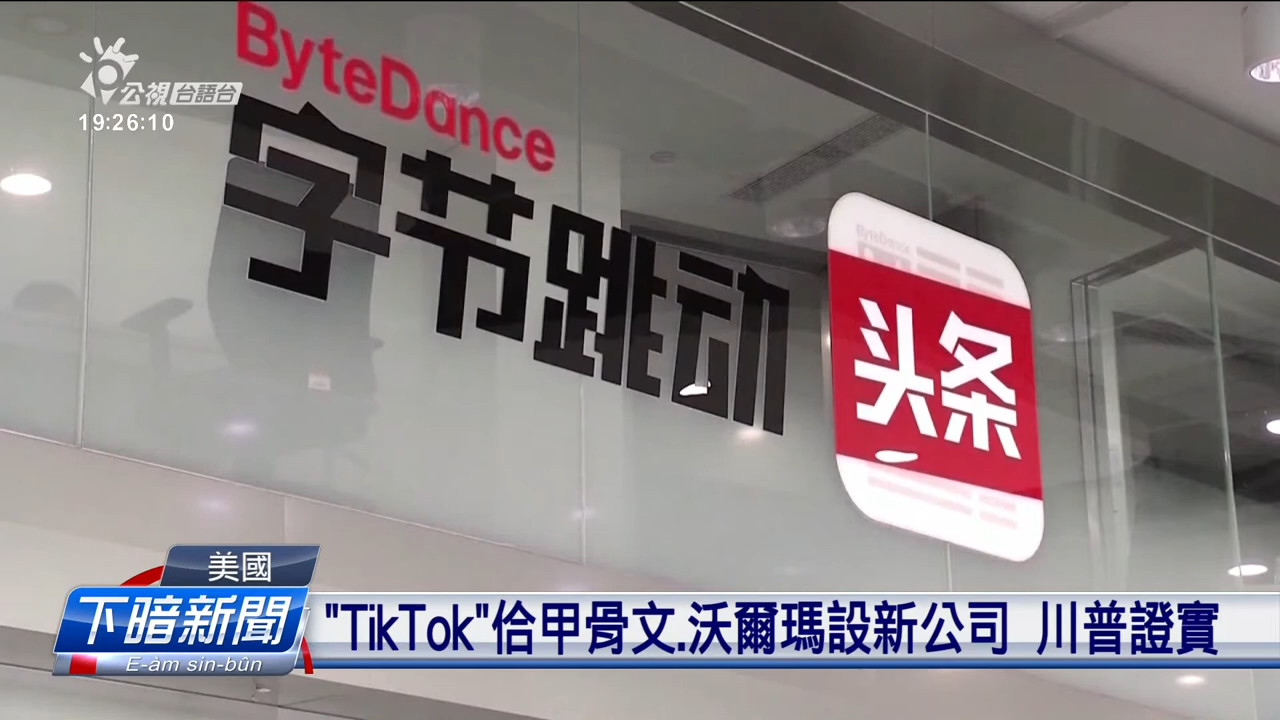 ByteDance
公視 台語台
19:26:10
字节跳动
ByteDance
头条
美國
下暗新聞
E-àm sin-bûn
"TikTok"佮甲骨文.沃爾瑪設新公司 川普證實